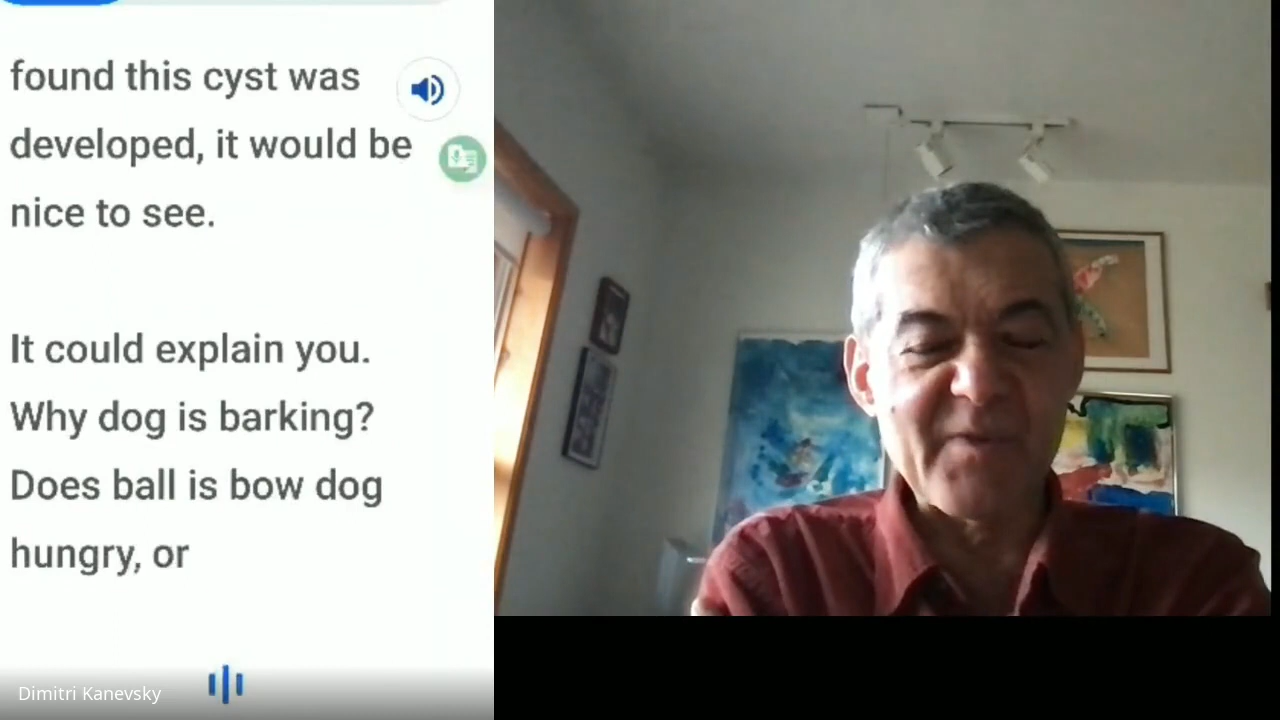 found this cyst was
developed, it would be
nice to see.
It could explain you.
Why dog is barking?
Does ball is bow dog
hungry, or
Dimitri Kanevsky